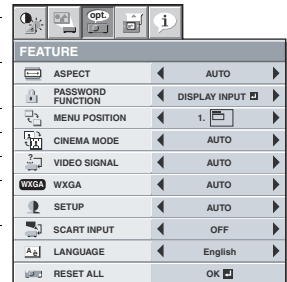 opt.
i
FEATURE
ASPECT AUTO
PASSWORD FUNCTION DISPLAY INPUT
MENU POSITION 1.
CINEMA MODE AUTO
VIDEO SIGNAL AUTO
WXGA WXGA AUTO
SETUP AUTO
SCART INPUT OFF
LANGUAGE English
RESET ALL OK